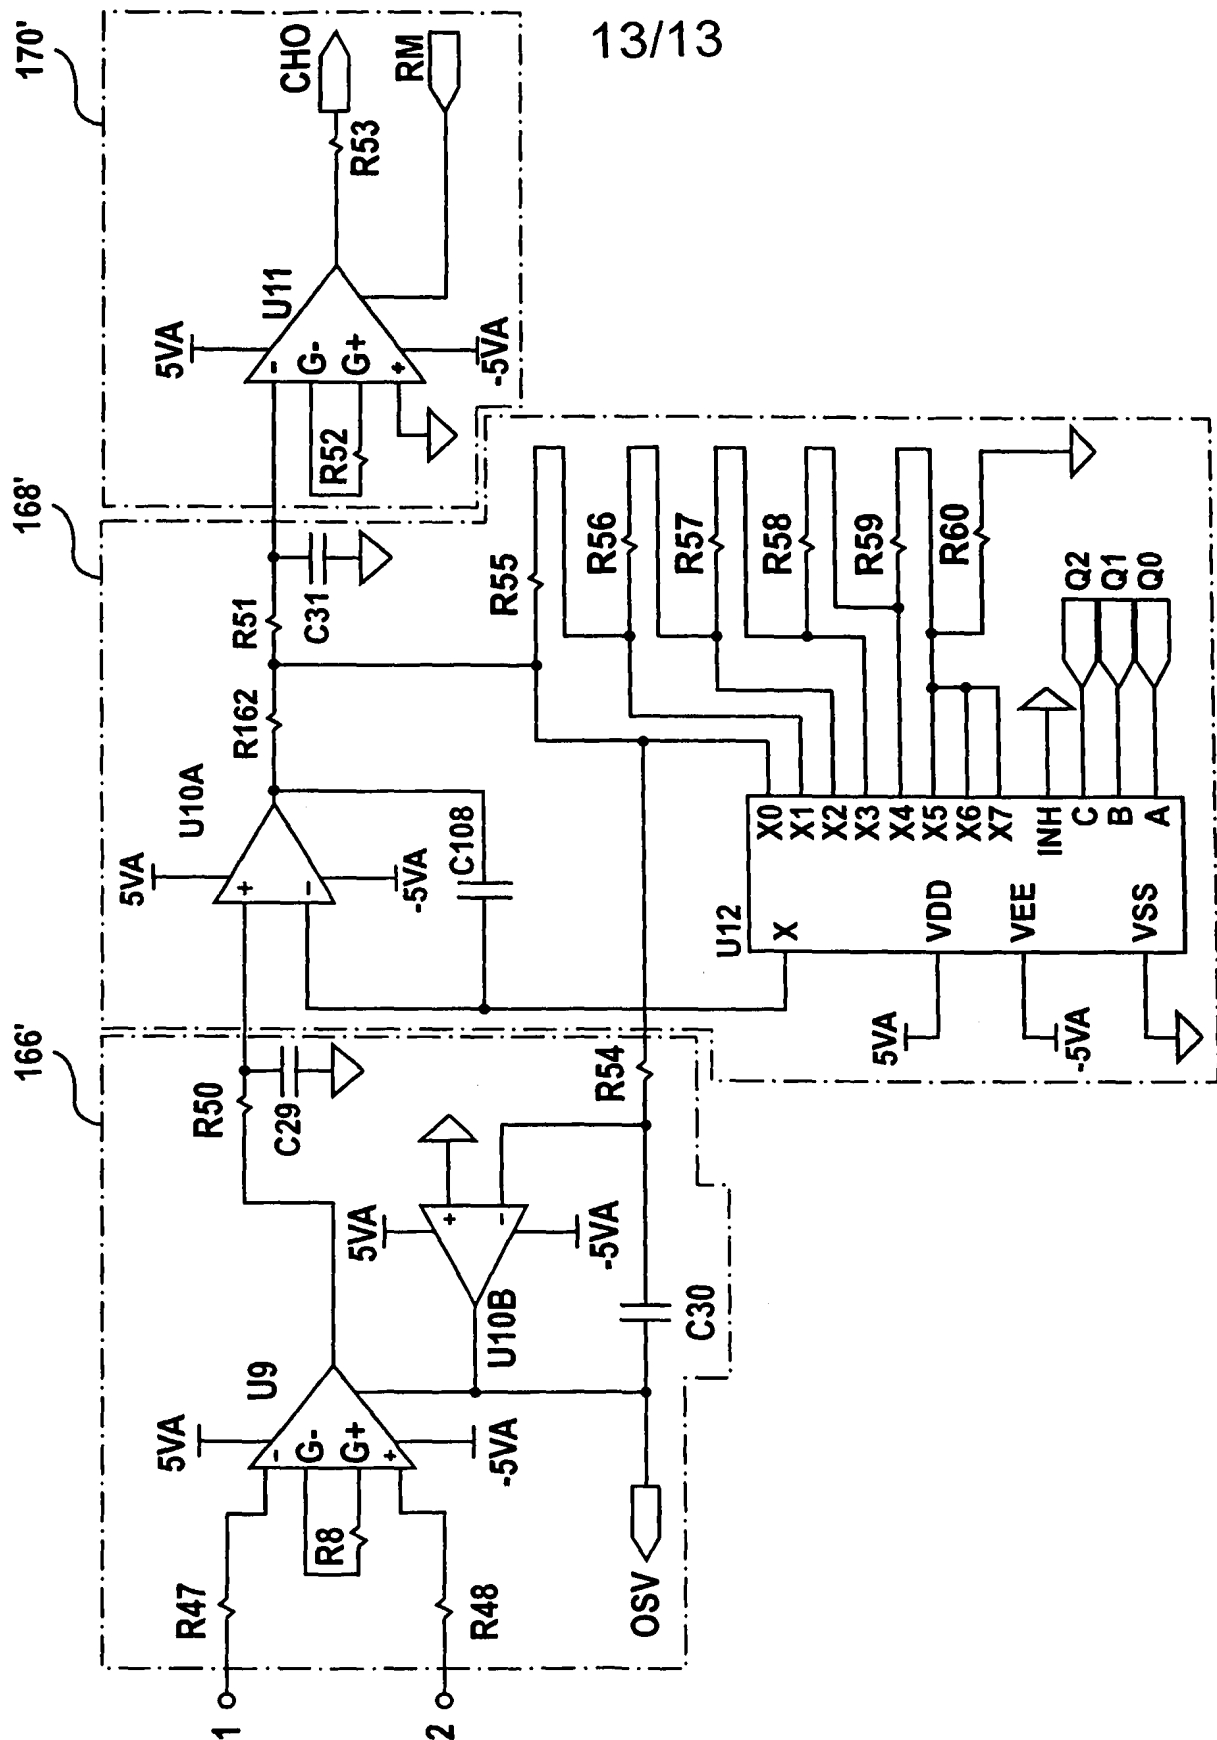 13/13
170'
168'
166'
CHO
RM
R53
5VA
U11
-
G-
G+
+
-5VA
R52
R51
C31
R162
5VA
U10A
+
-
-5VA
C108
R55
R56
R57
R58
R59
R60
Q2
Q1
Q0
U12
X
VDD
VEE
VSS
X0
X1
X2
X3
X4
X5
X6
X7
INH
C
B
A
5VA
-5VA
R50
C29
R54
5VA
+
-
-5VA
U10B
C30
5VA
U9
-
G-
G+
+
-5VA
R8
R47
R48
OSV
1
2